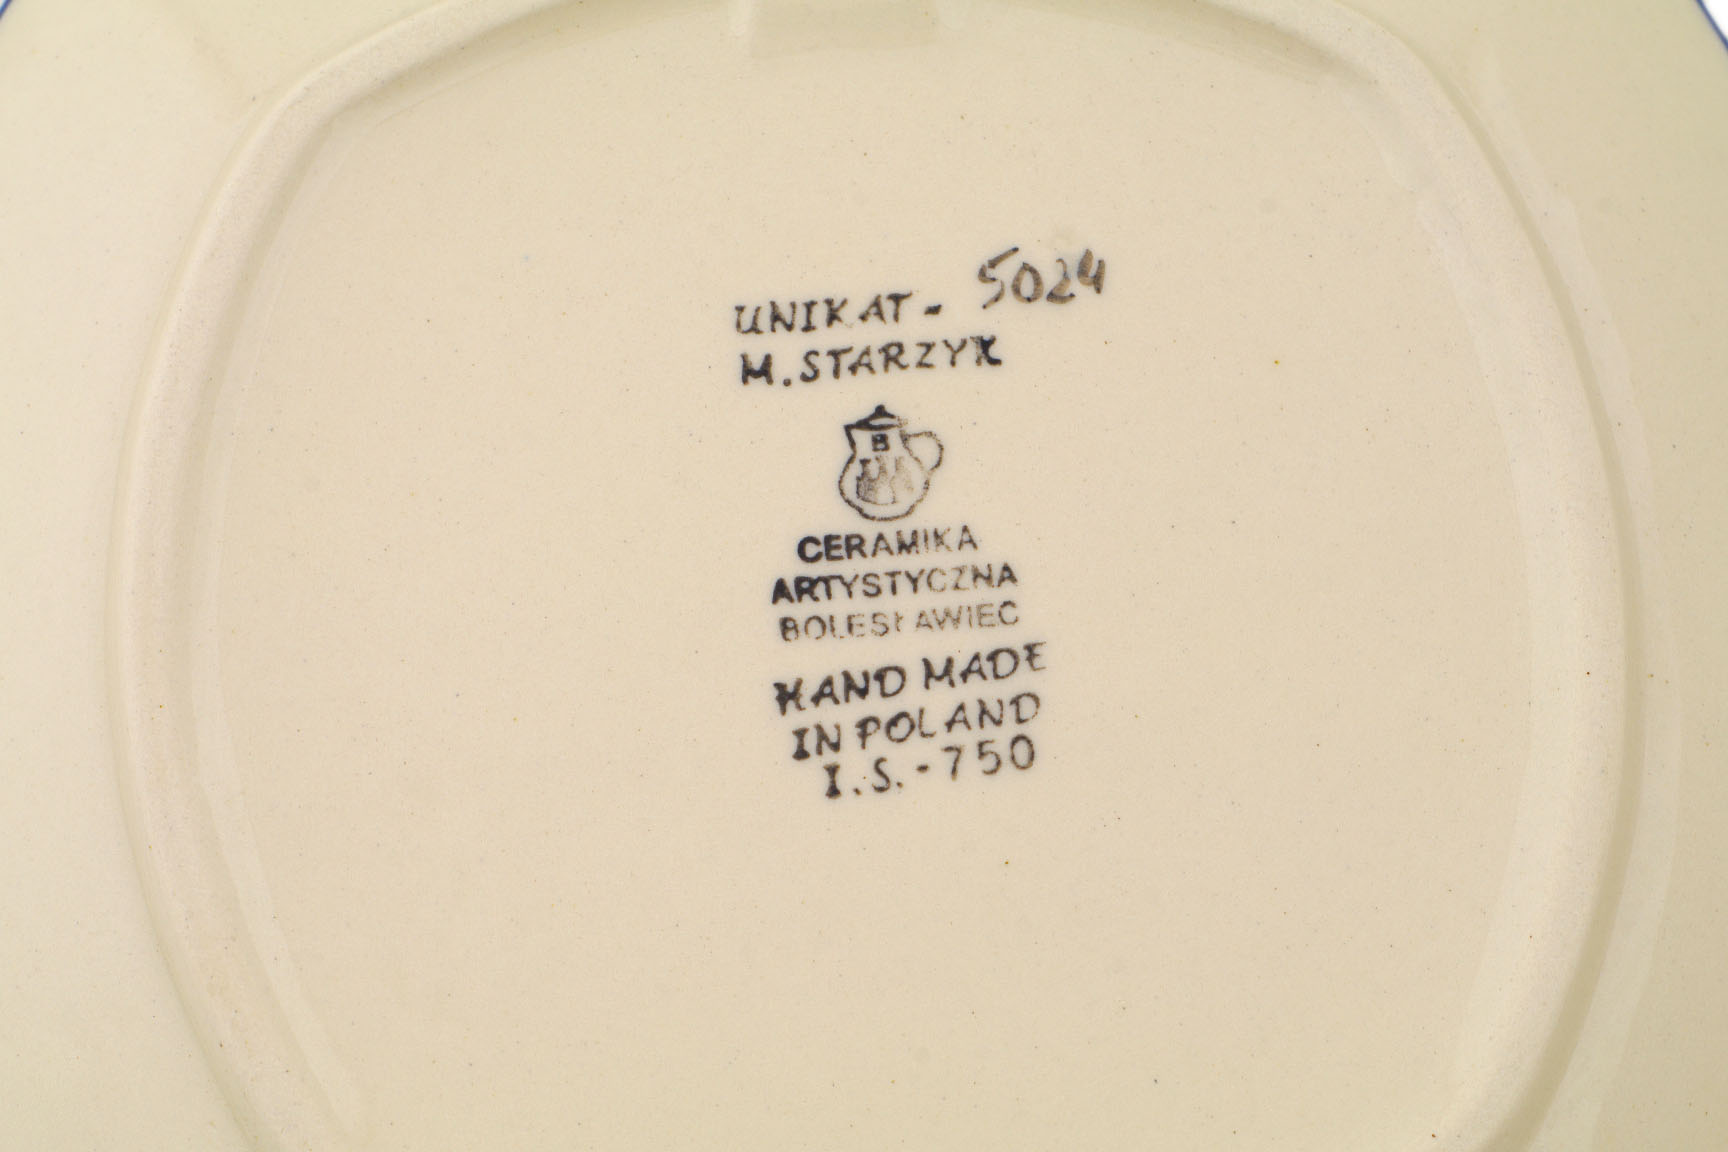 UNIKAT - 5024
M. STARZYK
B
CERAMIKA
ARTYSTYCZNA
BOLESŁAWIEC
HAND MADE
IN POLAND
I.S.-750